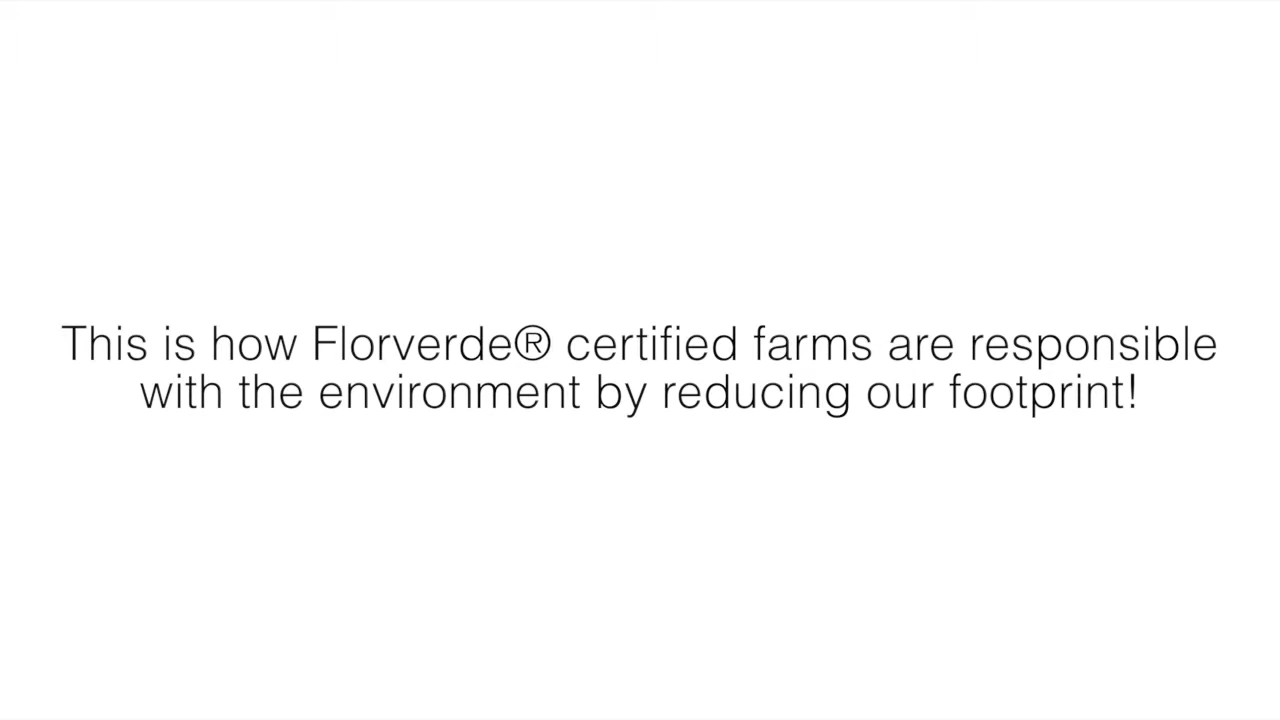 This is how Florverde® certified farms are responsible
with the environment by reducing our footprint!